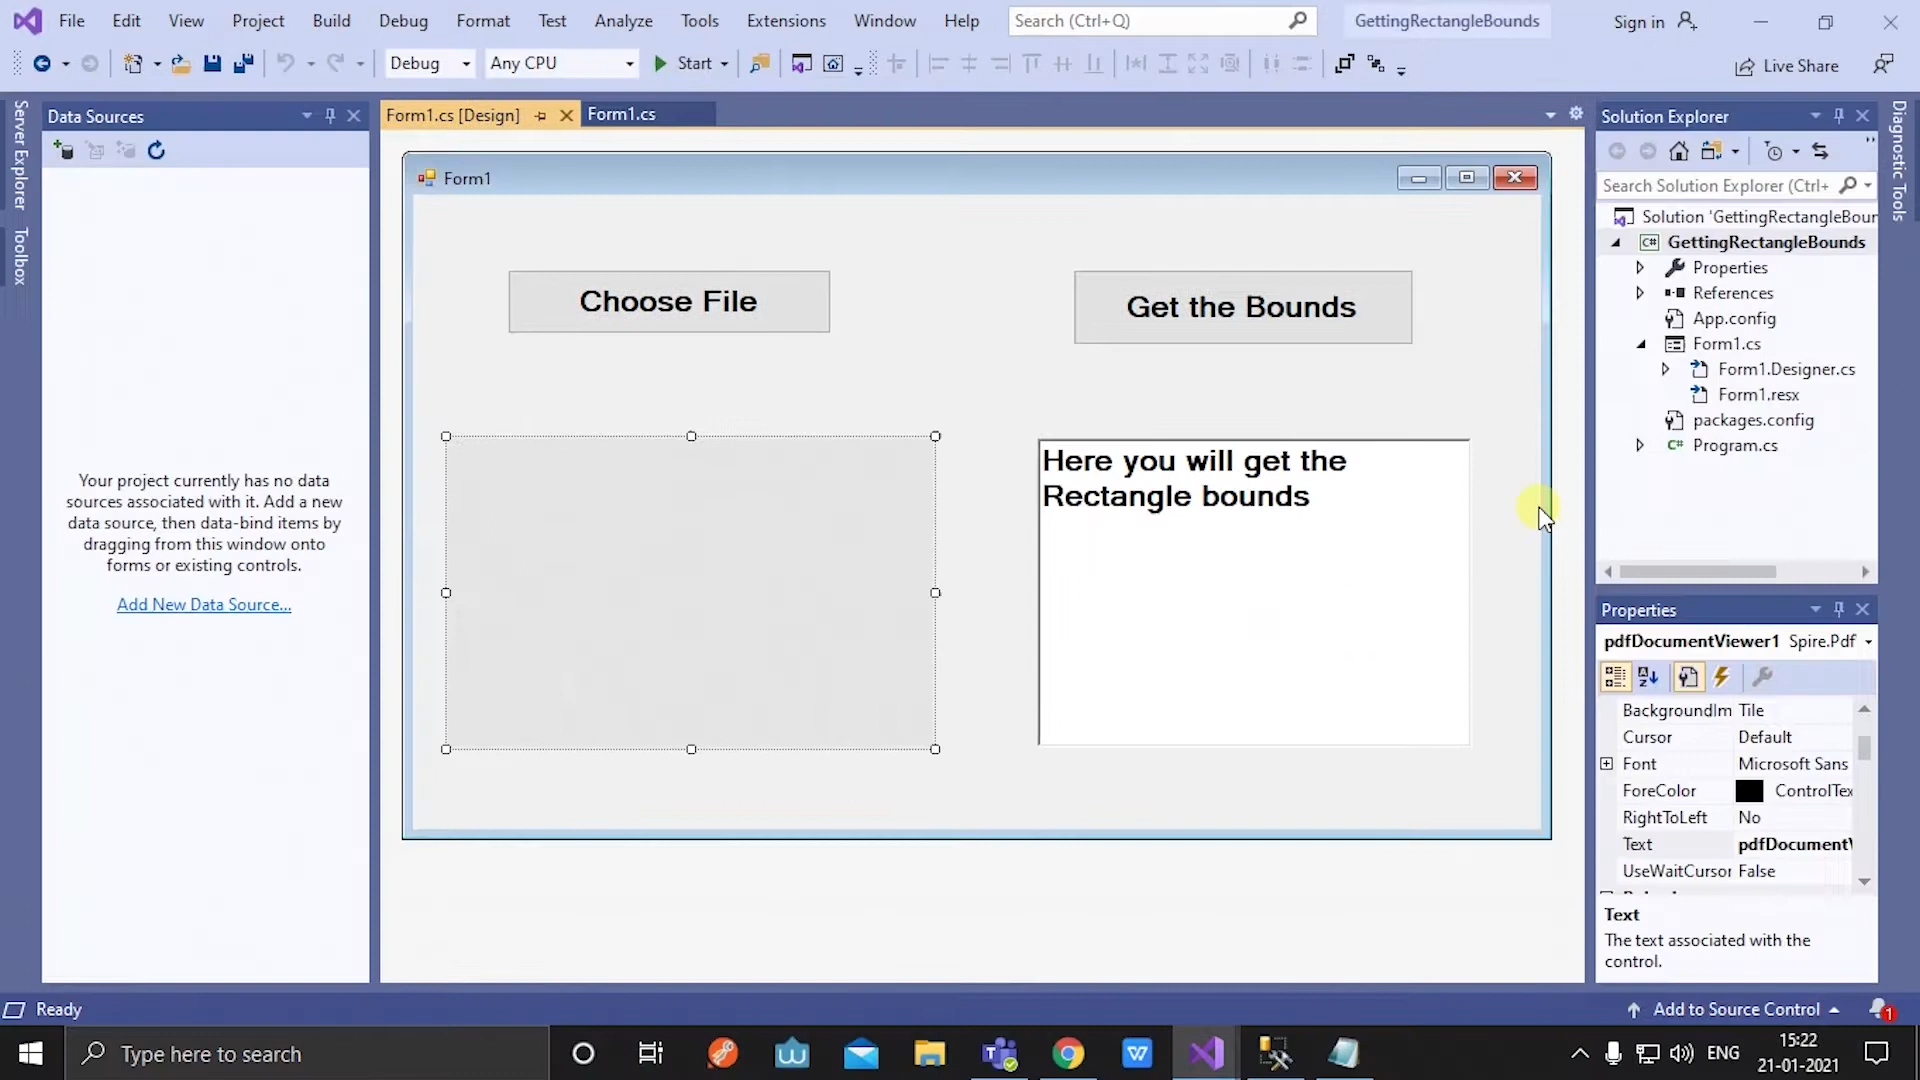 File Edit View Project Build Debug Format Test Analyze Tools Extensions Window Help Search (Ctrl+Q) GettingRectangleBounds Sign in
Debug Any CPU Start Live Share
Server Explorer
Toolbox
Data Sources
Your project currently has no data
sources associated with it. Add a new
data source, then data-bind items by
dragging from this window onto
forms or existing controls.
Add New Data Source...
Form1.cs [Design] Form1.cs
Form1
Choose File
Get the Bounds
Here you will get the
Rectangle bounds
Solution Explorer
Search Solution Explorer (Ctrl+
Solution 'GettingRectangleBoun
C# GettingRectangleBounds
Properties
References
App.config
Form1.cs
Form1.Designer.cs
Form1.resx
packages.config
C# Program.cs
Diagnostic Tools
Properties
pdfDocumentViewer1 Spire.Pdf
BackgroundIm Tile
Cursor Default
Font Microsoft Sans
ForeColor ControlTex
RightToLeft No
Text pdfDocumentV
UseWaitCursor False
Text
The text associated with the
control.
Ready
Add to Source Control 1
Type here to search
ENG
15:22
21-01-2021